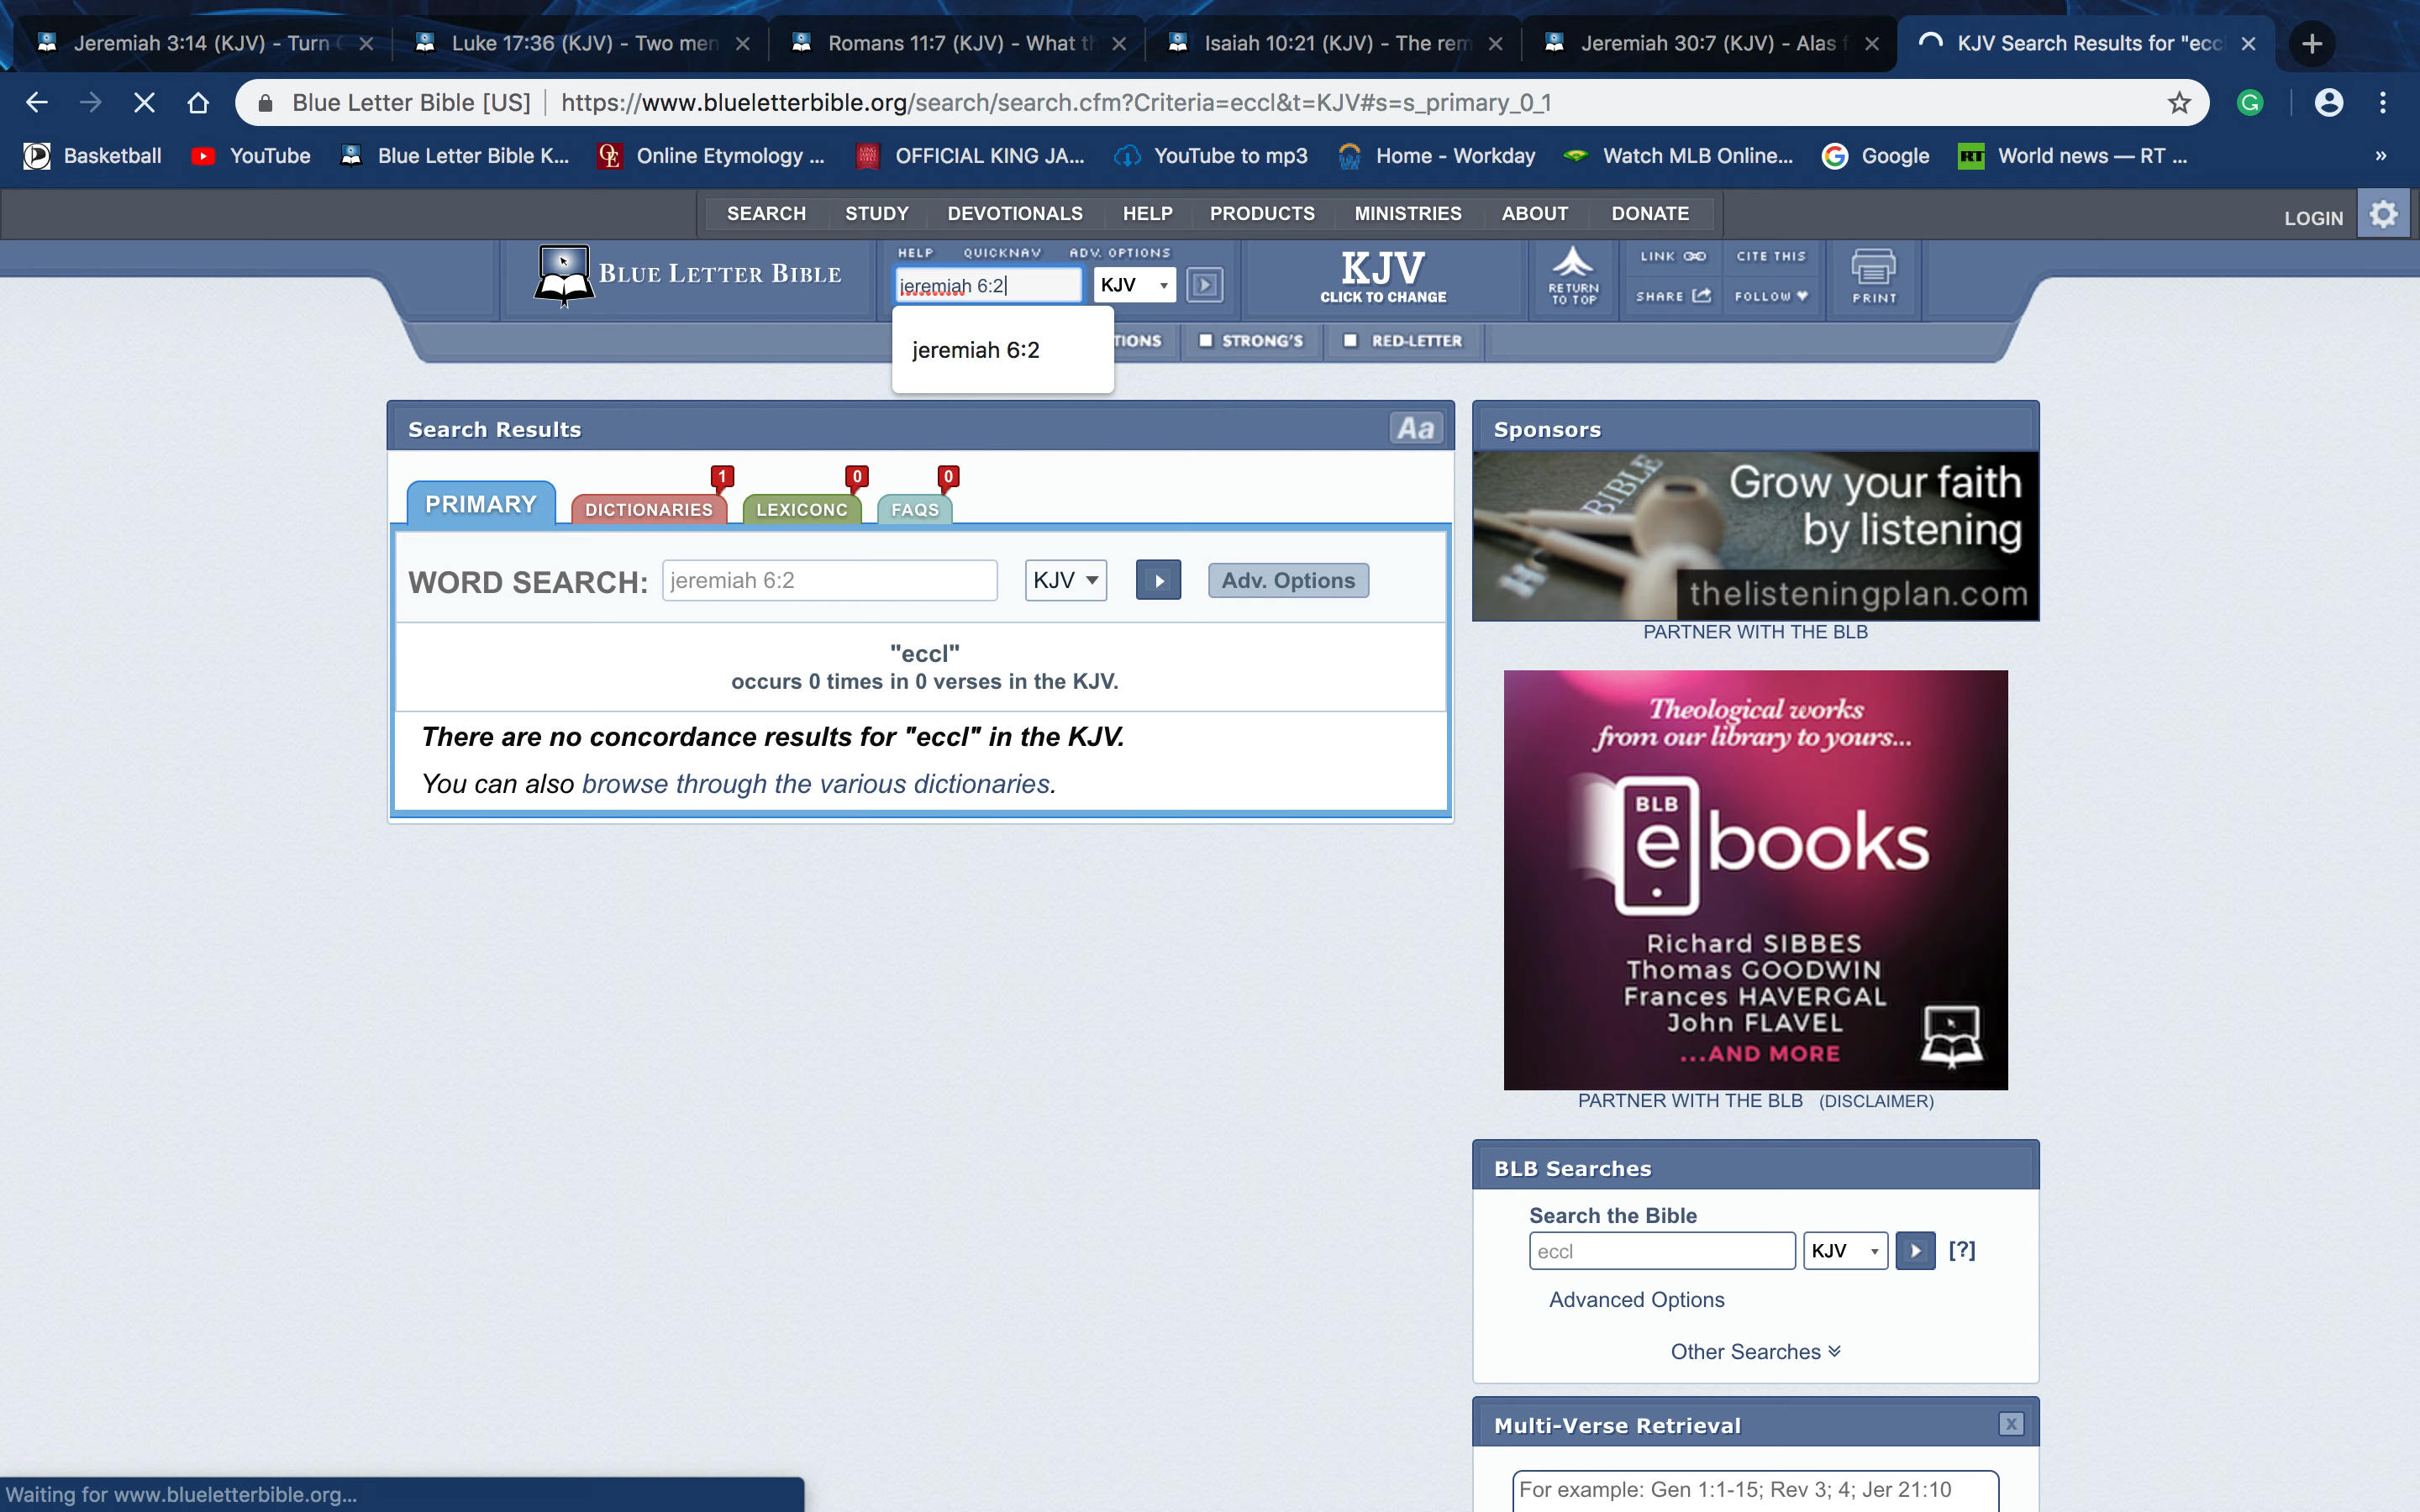 Jeremiah 3:14 (KJV) - Turn
Luke 17:36 (KJV) - Two men
Romans 11:7 (KJV) - What th
Isaiah 10:21 (KJV) - The rem
Jeremiah 30:7 (KJV) - Alas f
KJV Search Results for "ecc
Blue Letter Bible [US]
https://www.blueletterbible.org/search/search.cfm?Criteria=eccl&t=KJV#s=s_primary_0_1
Basketball
YouTube
Blue Letter Bible K...
Online Etymology ...
OFFICIAL KING JA...
YouTube to mp3
Home - Workday
Watch MLB Online...
Google
RT
World news — RT ...
»
SEARCH
STUDY
DEVOTIONALS
HELP
PRODUCTS
MINISTRIES
ABOUT
DONATE
LOGIN
BLUE LETTER BIBLE
HELP
QUICKNAV
ADV. OPTIONS
jeremiah 6:2
KJV
jeremiah 6:2
KJV
CLICK TO CHANGE
RETURN
TO TOP
LINK
CITE THIS
SHARE
FOLLOW
PRINT
TIONS
STRONG'S
RED-LETTER
Search Results
Aa
PRIMARY
DICTIONARIES
1
LEXICONC
0
FAQS
0
WORD SEARCH:
jeremiah 6:2
KJV
Adv. Options
"eccl"
occurs 0 times in 0 verses in the KJV.
There are no concordance results for "eccl" in the KJV.
You can also browse through the various dictionaries.
Sponsors
BIBLE
Grow your faith
by listening
thelisteningplan.com
PARTNER WITH THE BLB
Theological works
from our library to yours...
BLB
ebooks
Richard SIBBES
Thomas GOODWIN
Frances HAVERGAL
John FLAVEL
...AND MORE
PARTNER WITH THE BLB (DISCLAIMER)
BLB Searches
Search the Bible
eccl
KJV
[?]
Advanced Options
Other Searches
Multi-Verse Retrieval
X
For example: Gen 1:1-15; Rev 3; 4; Jer 21:10
Waiting for www.blueletterbible.org...